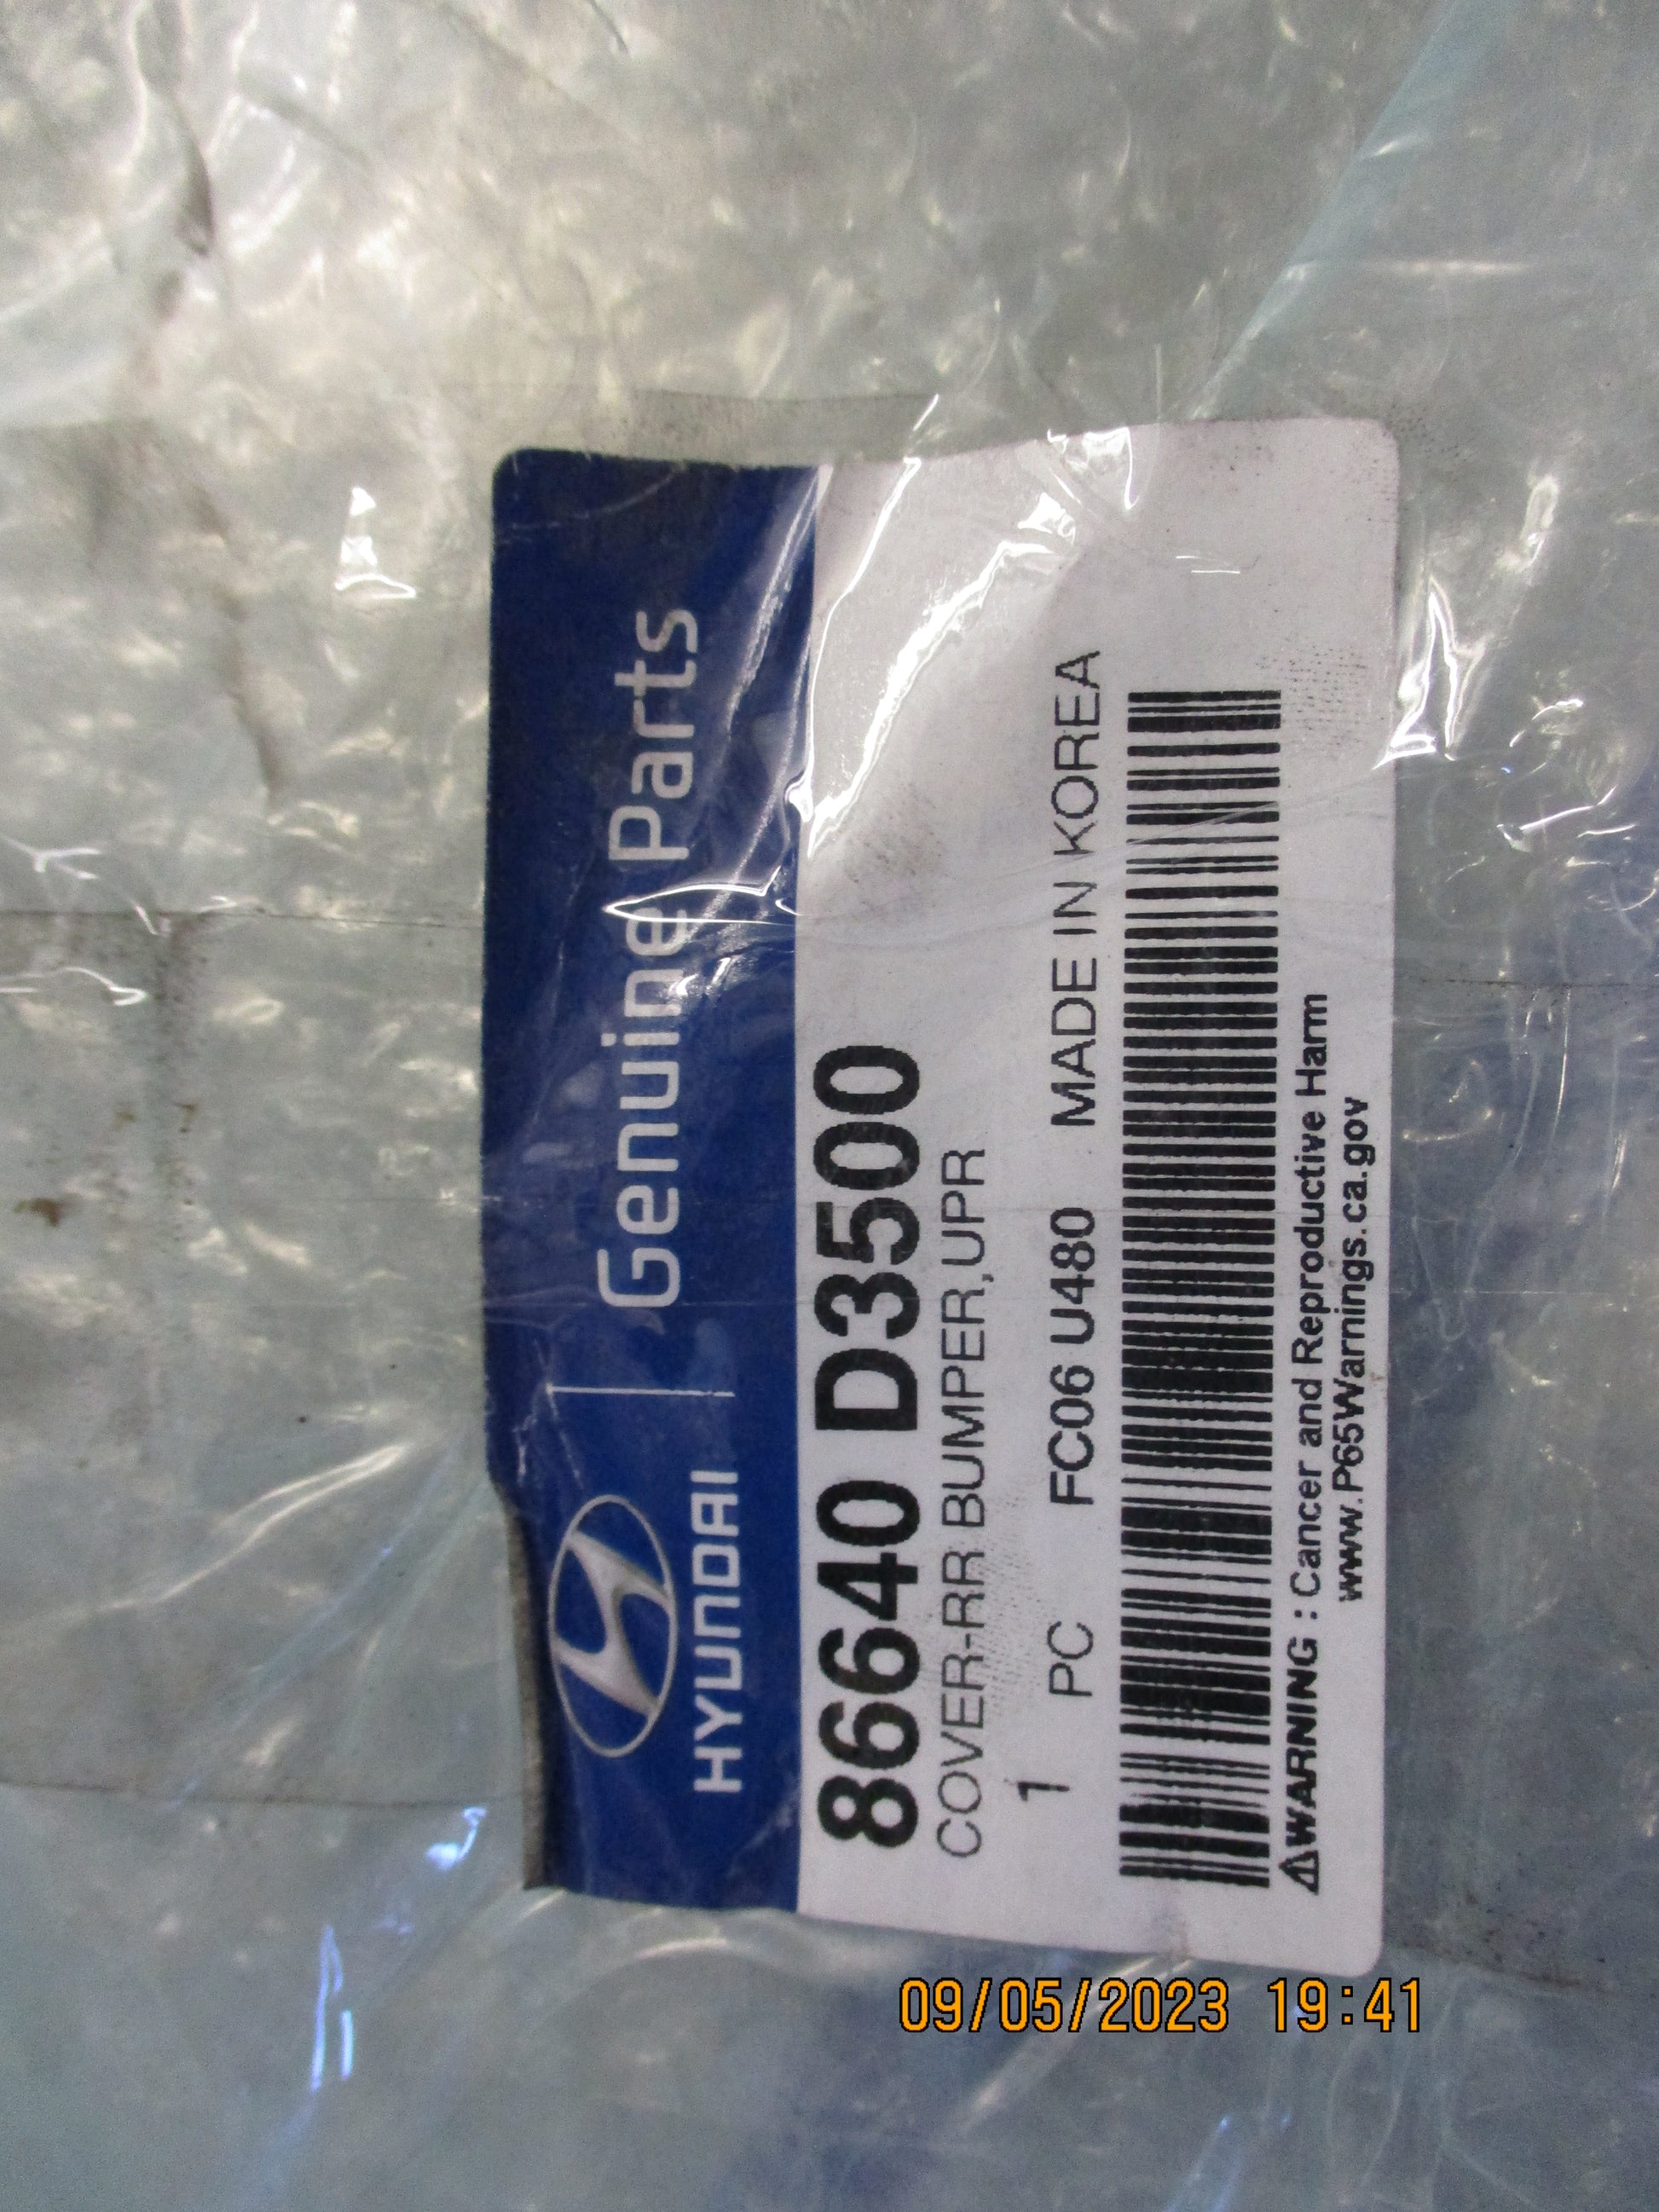 HYUNDAI Genuine Parts
86640 D3500
COVER-RR BUMPER,UPR
1 PC FC06 U480 MADE IN KOREA
⚠WARNING : Cancer and Reproductive Harm
www.P65Warnings.ca.gov
09/05/2023 19:41